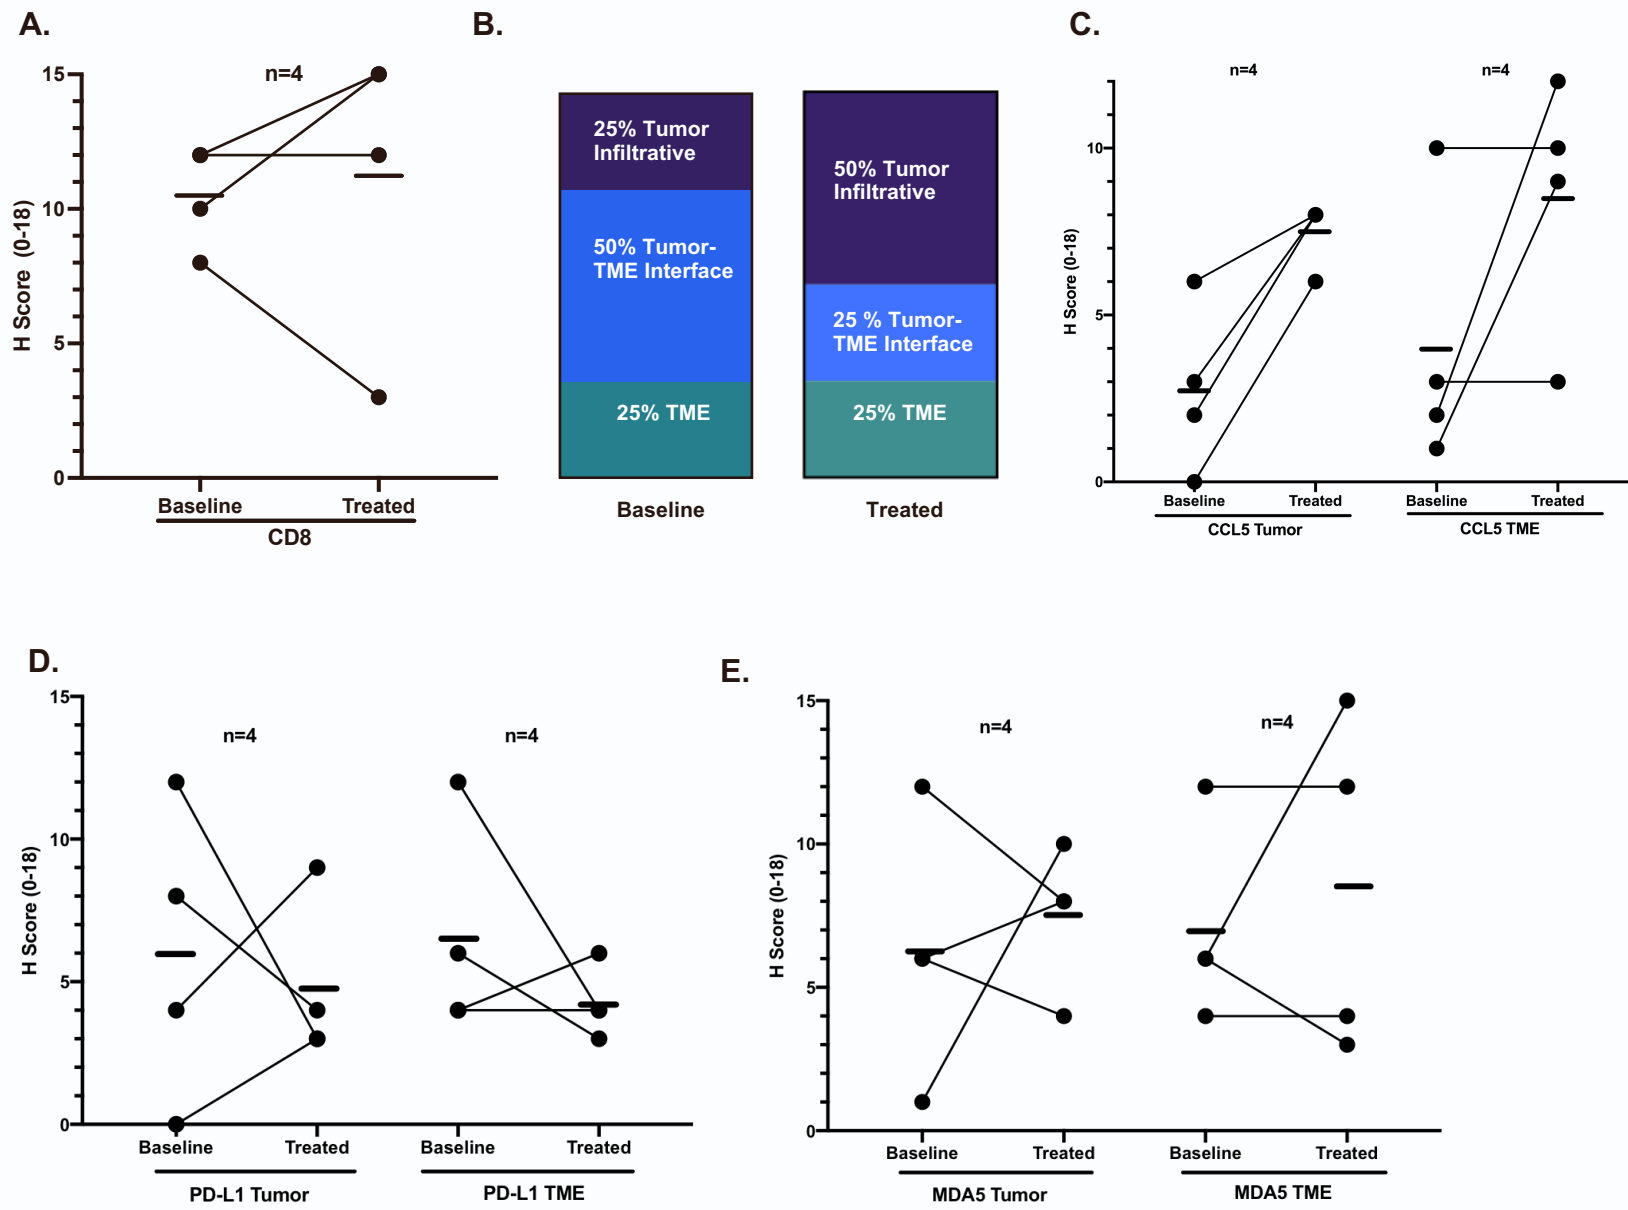 A.
n=4
15
10
5
0
H Score (0-18)
Baseline
Treated
CD8
B.
25% Tumor
Infiltrative
50% Tumor-
TME Interface
25% TME
Baseline
50% Tumor
Infiltrative
25 % Tumor-
TME Interface
25% TME
Treated
C.
n=4
n=4
10
5
0
H Score (0-18)
Baseline
Treated
Baseline
Treated
CCL5 Tumor
CCL5 TME
D.
15
10
5
0
n=4
n=4
H Score (0-18)
Baseline
Treated
Baseline
Treated
PD-L1 Tumor
PD-L1 TME
E.
15
10
5
0
n=4
n=4
H Score (0-18)
Baseline
Treated
Baseline
Treated
MDA5 Tumor
MDA5 TME